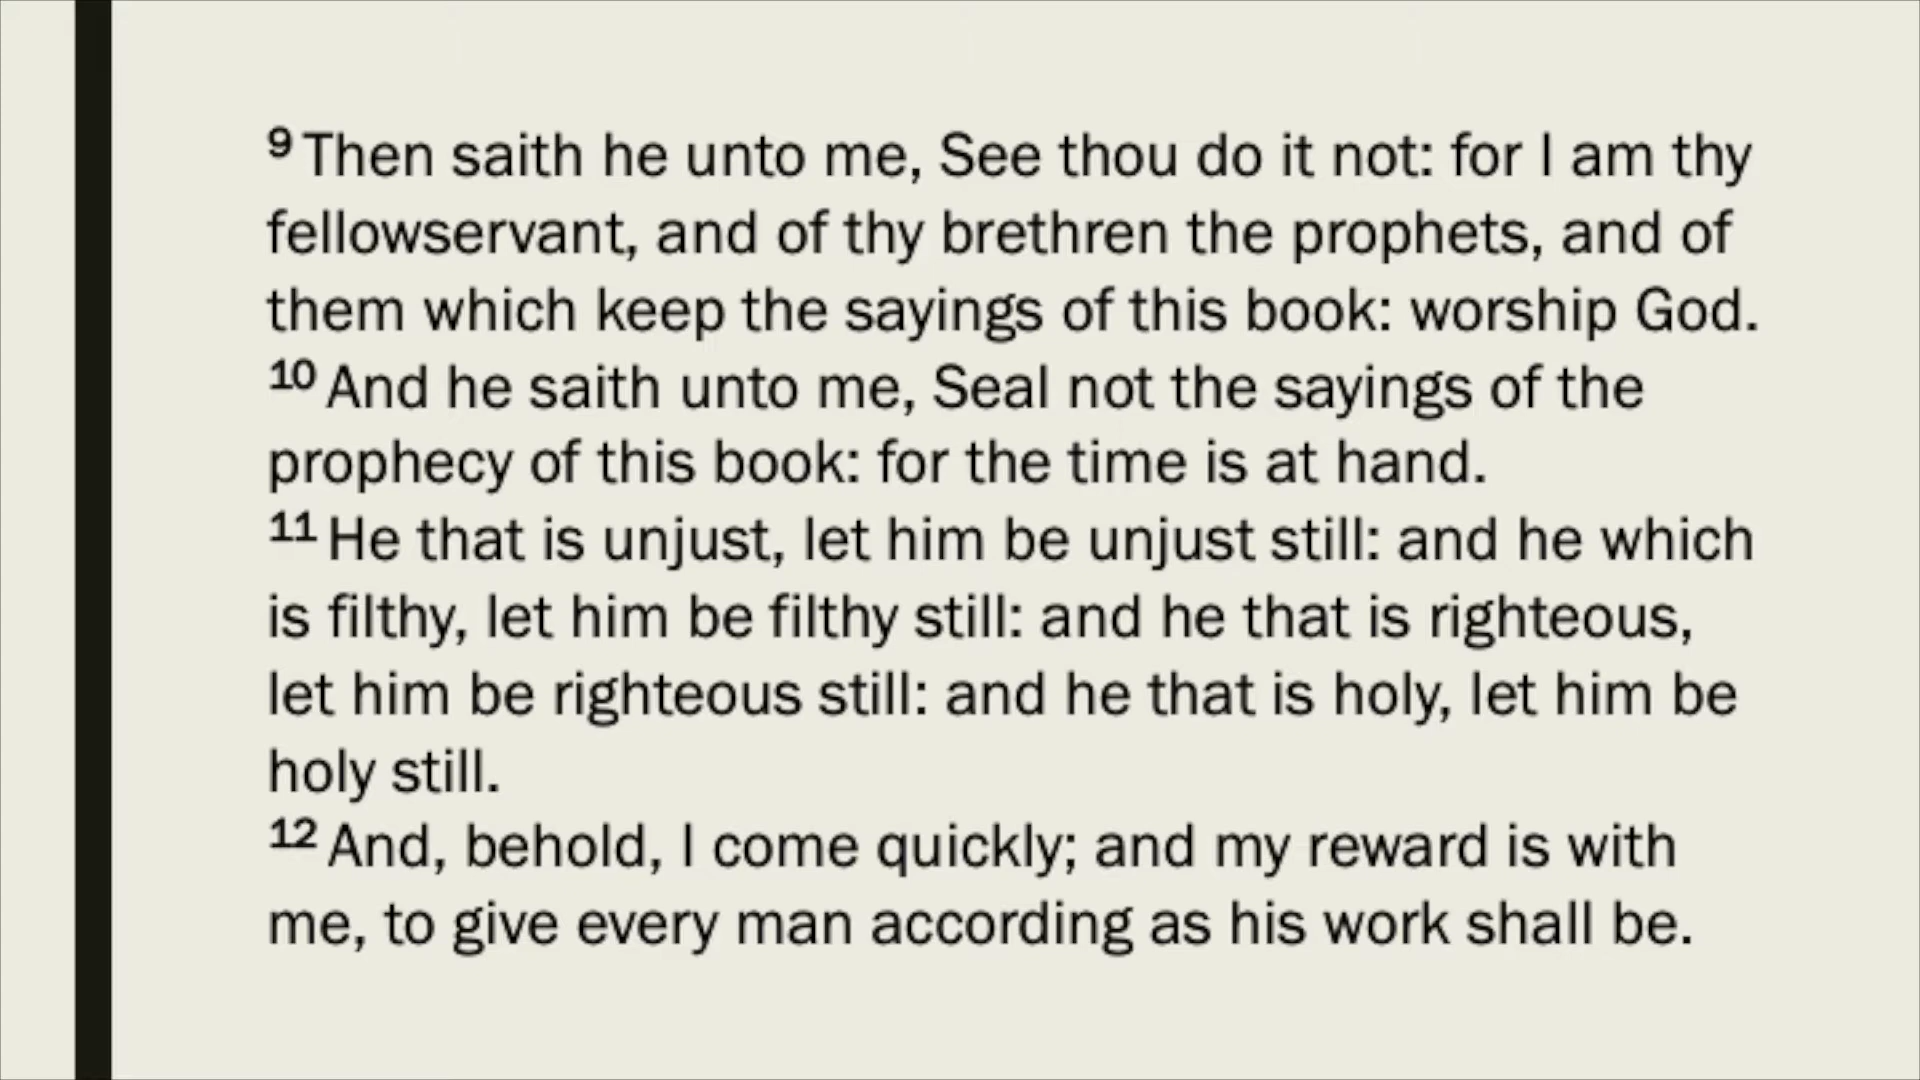 9 Then saith he unto me, See thou do it not: for I am thy
fellowservant, and of thy brethren the prophets, and of
them which keep the sayings of this book: worship God.
10 And he saith unto me, Seal not the sayings of the
prophecy of this book: for the time is at hand.
11 He that is unjust, let him be unjust still: and he which
is filthy, let him be filthy still: and he that is righteous,
let him be righteous still: and he that is holy, let him be
holy still.
12 And, behold, I come quickly; and my reward is with
me, to give every man according as his work shall be.